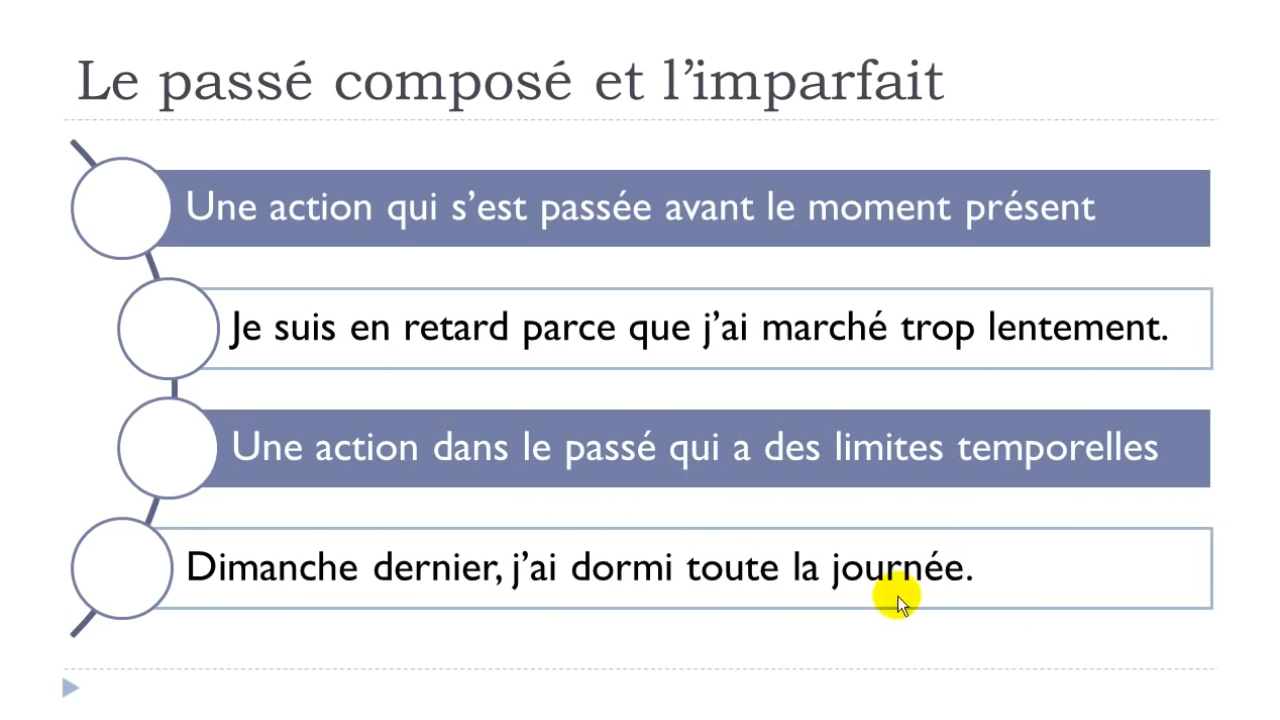 Le passé composé et l’imparfait
Une action qui s’est passée avant le moment présent
Je suis en retard parce que j’ai marché trop lentement.
Une action dans le passé qui a des limites temporelles
Dimanche dernier, j’ai dormi toute la journée.